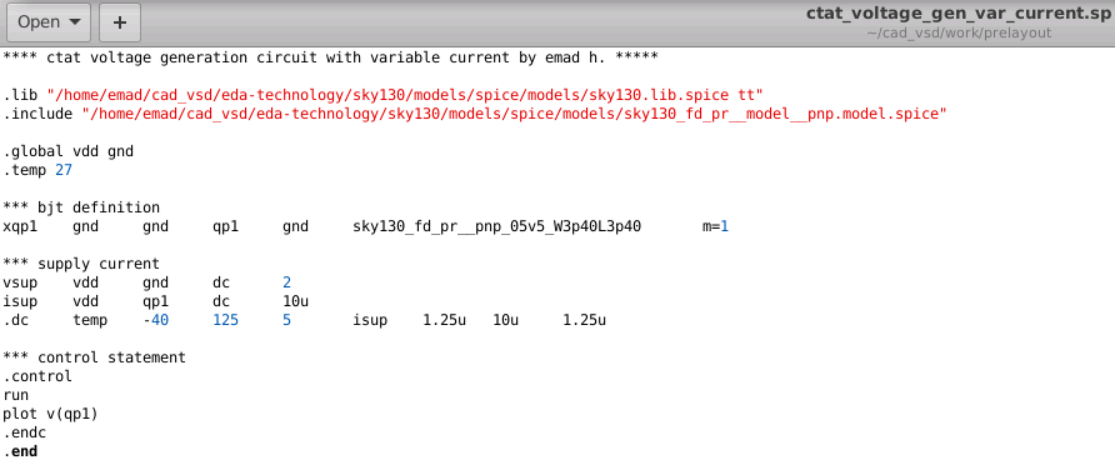 Open
+
ctat_voltage_gen_var_current.sp
~/cad_vsd/work/prelayout
**** ctat voltage generation circuit with variable current by emad h. *****
.lib "/home/emad/cad_vsd/eda-technology/sky130/models/spice/models/sky130.lib.spice tt"
.include "/home/emad/cad_vsd/eda-technology/sky130/models/spice/models/sky130_fd_pr__model__pnp.model.spice"
.global vdd gnd
.temp 27
*** bjt definition
xqp1 gnd gnd qp1 gnd sky130_fd_pr__pnp_05v5_W3p40L3p40 m=1
*** supply current
vsup vdd gnd dc 2
isup vdd qp1 dc 10u
.dc temp -40 125 5 isup 1.25u 10u 1.25u
*** control statement
.control
run
plot v(qp1)
.endc
.end